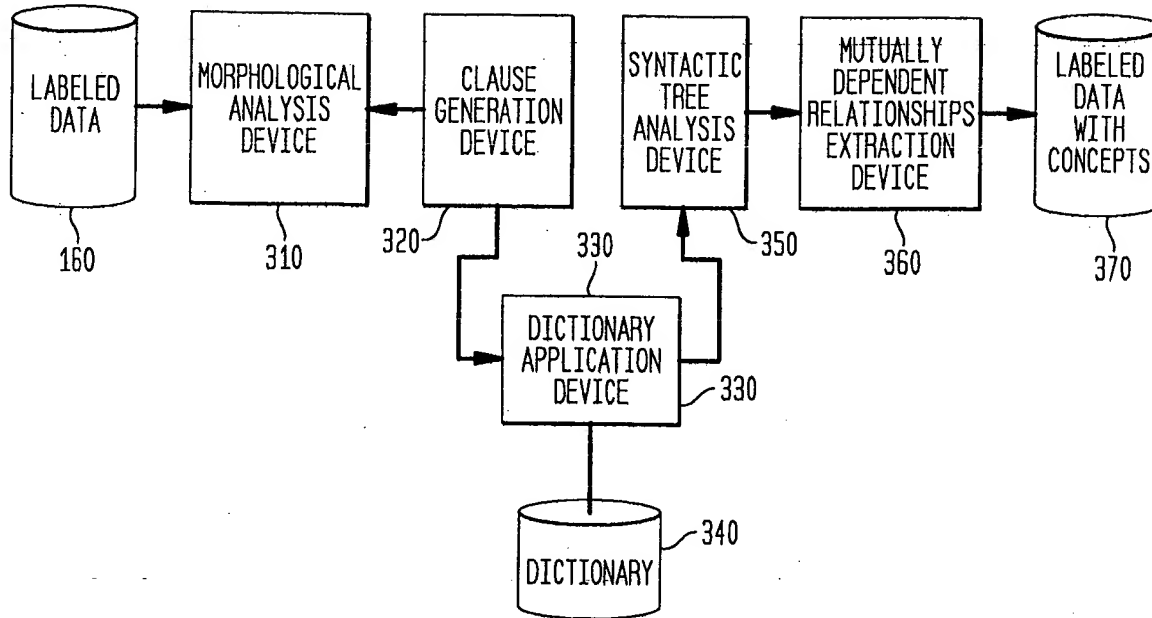 LABELED
DATA
160
MORPHOLOGICAL
ANALYSIS
DEVICE
310
CLAUSE
GENERATION
DEVICE
320
SYNTACTIC
TREE
ANALYSIS
DEVICE
350
MUTUALLY
DEPENDENT
RELATIONSHIPS
EXTRACTION
DEVICE
360
LABELED
DATA
WITH
CONCEPTS
370
330
DICTIONARY
APPLICATION
DEVICE
330
340
DICTIONARY